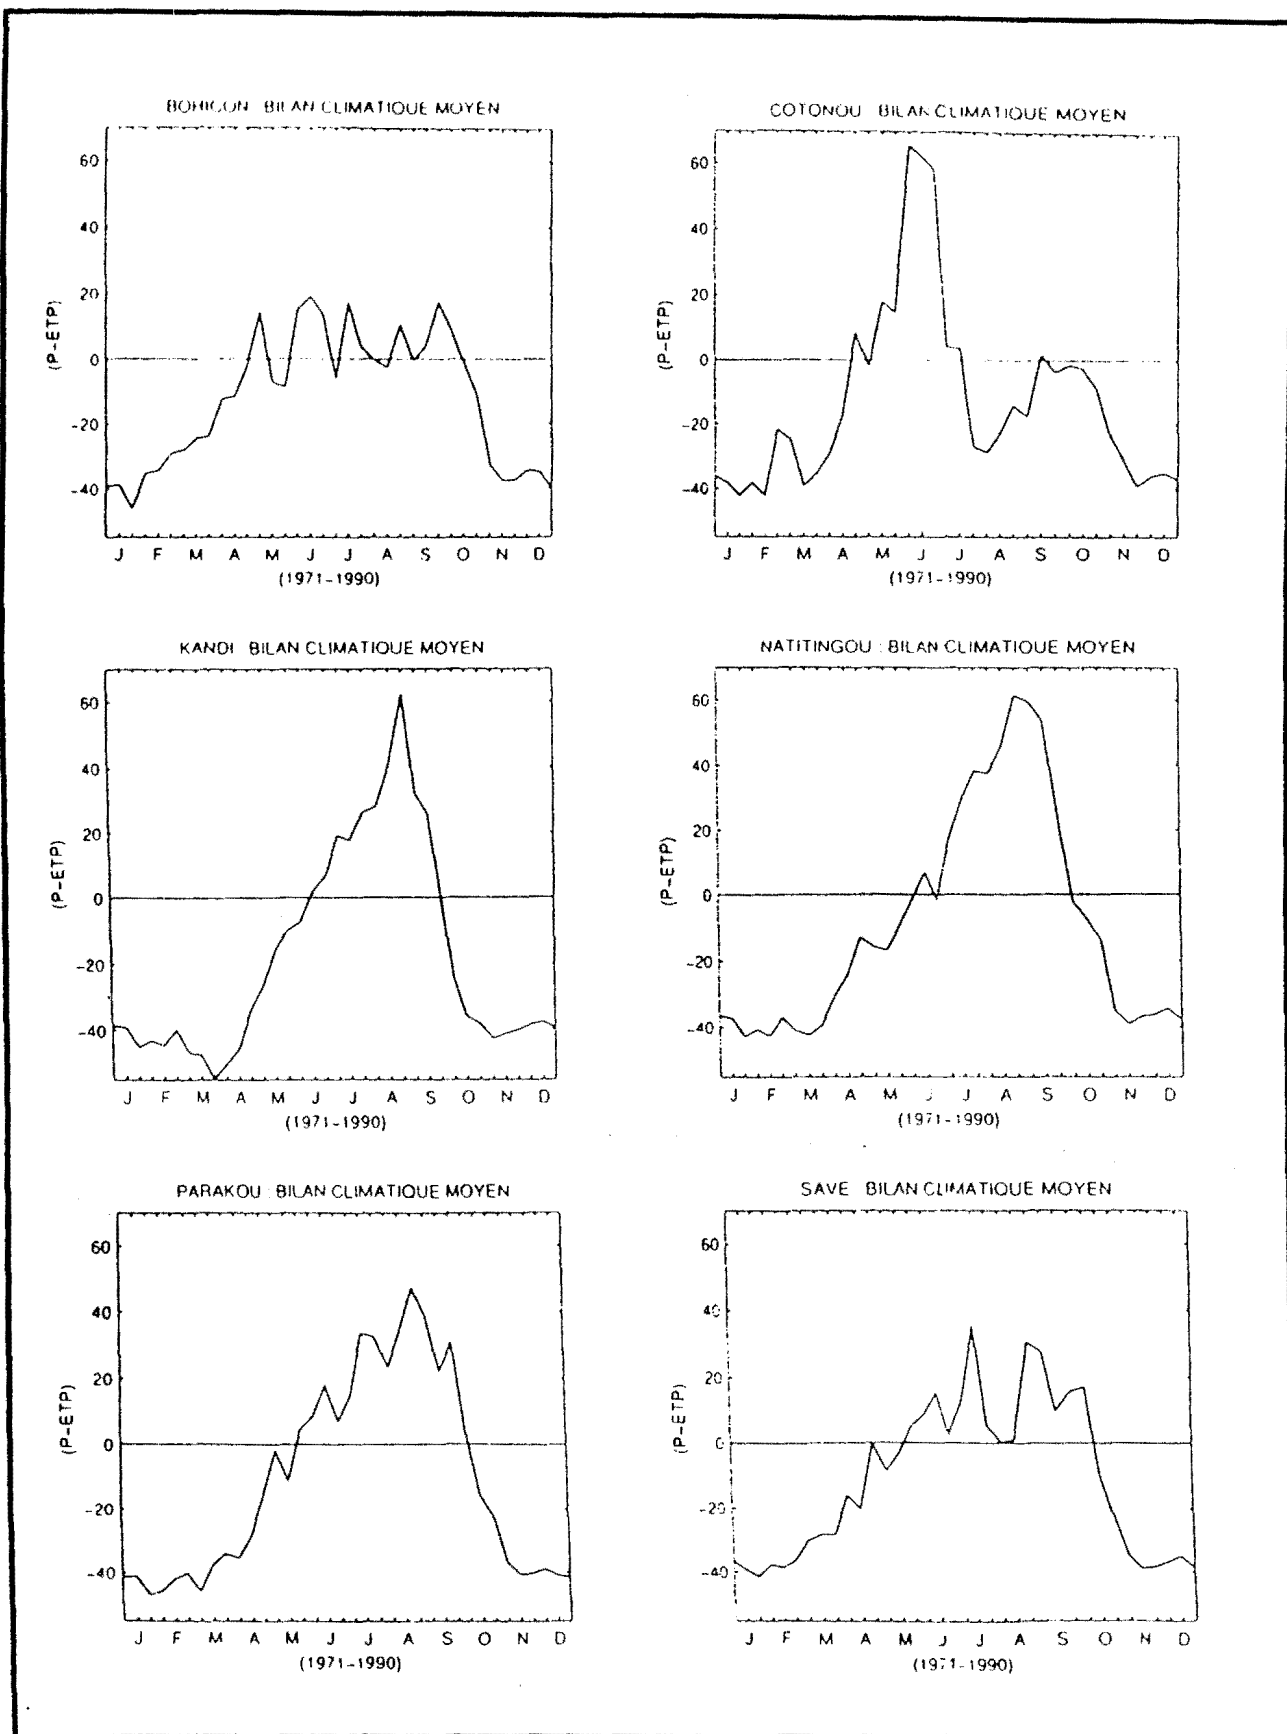 BOHICON BILAN CLIMATIQUE MOYEN
60
40
20
0
-20
-40
(P-ETP)
J F M A M J J A S O N D
(1971-1990)
COTONOU BILAN CLIMATIQUE MOYEN
60
40
20
0
-20
-40
(P-ETP)
J F M A M J J A S O N D
(1971-1990)
KANDI BILAN CLIMATIQUE MOYEN
60
40
20
0
-20
-40
(P-ETP)
J F M A M J J A S O N D
(1971-1990)
NATITINGOU : BILAN CLIMATIQUE MOYEN
60
40
20
0
-20
-40
(P-ETP)
J F M A M J J A S O N D
(1971-1990)
PARAKOU : BILAN CLIMATIQUE MOYEN
60
40
20
0
-20
-40
(P-ETP)
J F M A M J J A S O N D
(1971-1990)
SAVE BILAN CLIMATIQUE MOYEN
60
40
20
0
-20
-40
(P-ETP)
J F M A M J J A S O N D
(1971-1990)